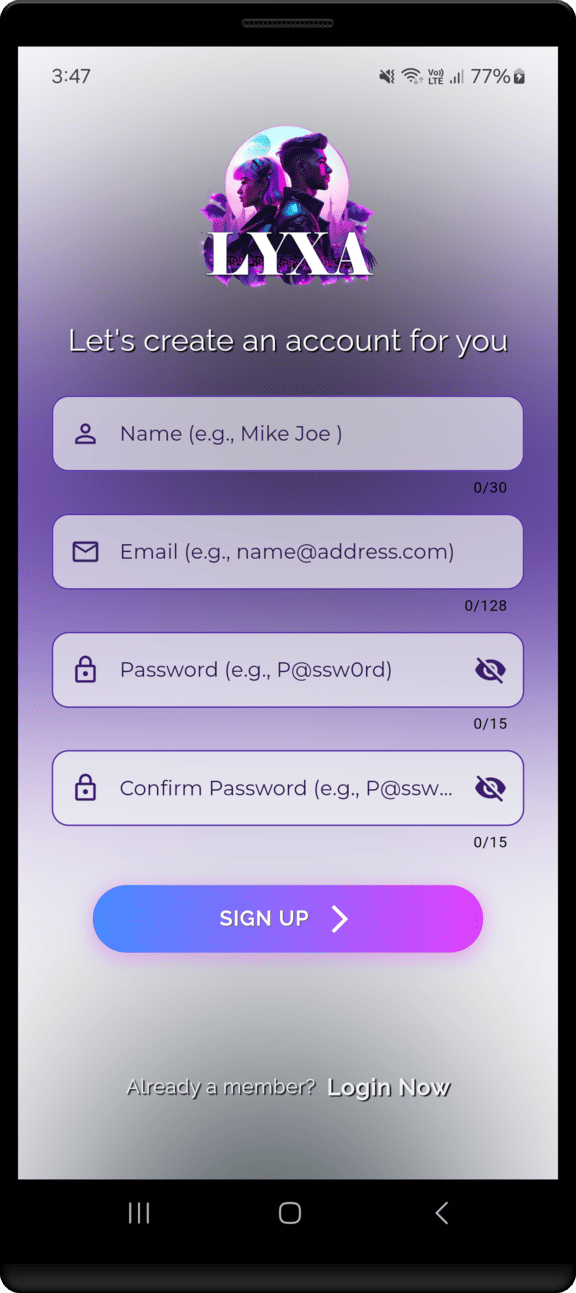 3:47
Vo)) LTE 77%
LYXA
Let's create an account for you
Name (e.g., Mike Joe )
0/30
Email (e.g., name@address.com)
0/128
Password (e.g., P@ssw0rd)
0/15
Confirm Password (e.g., P@ssw...
0/15
SIGN UP
Already a member? Login Now